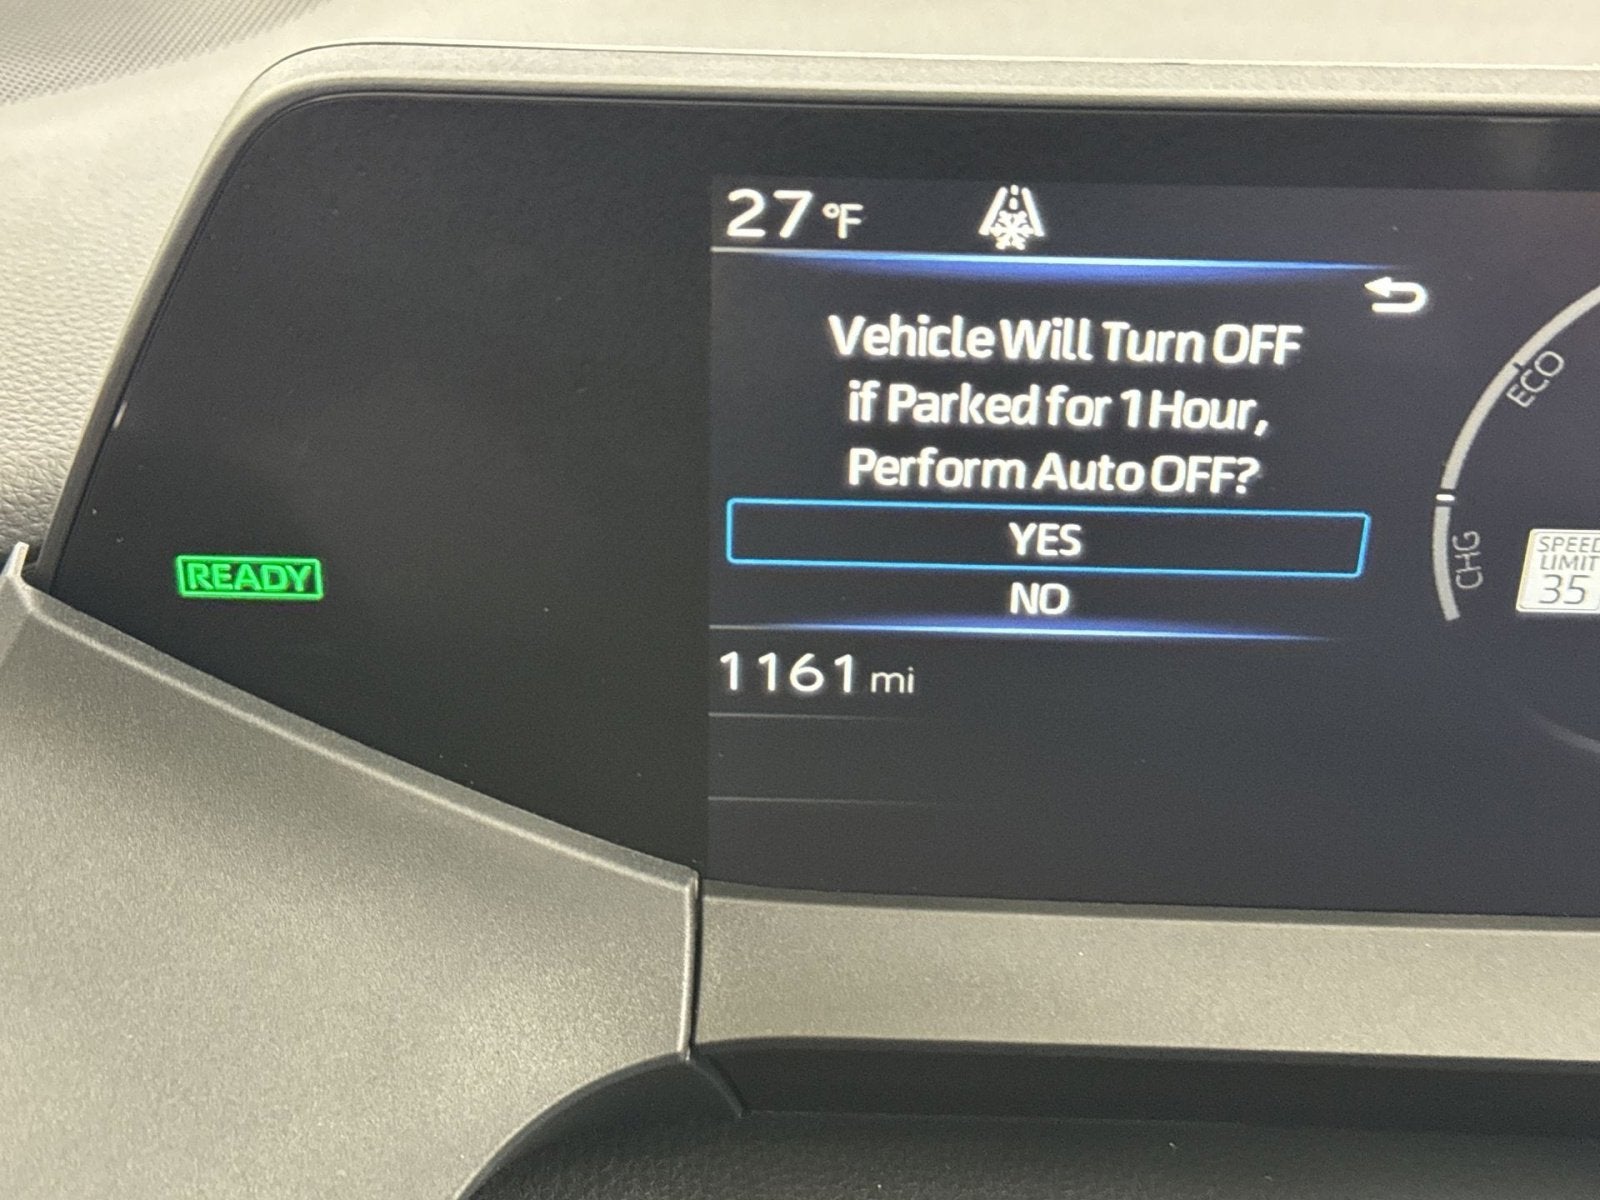 27 °F
Vehicle Will Turn OFF
if Parked for 1 Hour,
Perform Auto OFF?
YES
NO
1161 mi
READY
ECO
CHG
SPEED
LIMIT
35